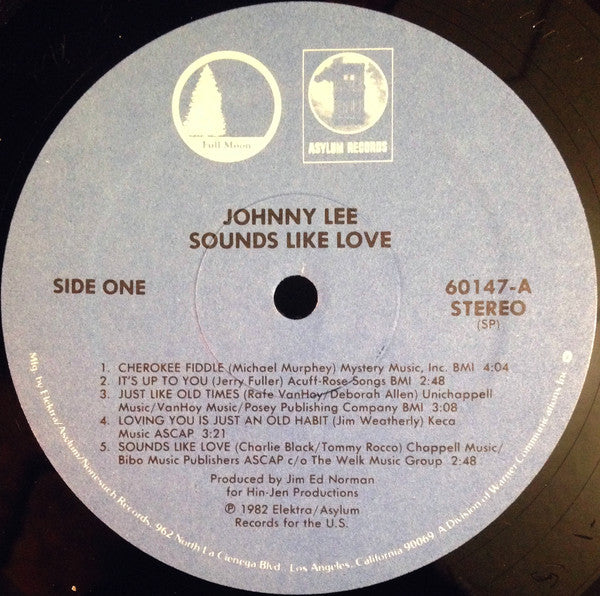 Full Moon
ASYLUM RECORDS
JOHNNY LEE
SOUNDS LIKE LOVE
SIDE ONE
60147-A
STEREO
(SP)
1. CHEROKEE FIDDLE (Michael Murphey) Mystery Music, Inc. BMI 4:04
2. IT'S UP TO YOU (Jerry Fuller) Acuff-Rose Songs BMI 2:48
3. JUST LIKE OLD TIMES (Rafe VanHoy/Deborah Allen) Unichappell
Music/VanHoy Music/Posey Publishing Company BMI 3:08
4. LOVING YOU IS JUST AN OLD HABIT (Jim Weatherly) Keca
Music ASCAP 3:21
5. SOUNDS LIKE LOVE (Charlie Black/Tommy Rocco) Chappell Music/
Bibo Music Publishers ASCAP c/o The Welk Music Group 2:48
Produced by Jim Ed Norman
for Hin-Jen Productions
℗ 1982 Elektra/Asylum
Records for the U.S.
Mfg. by Elektra/Asylum/Nonesuch Records, 962 North La Cienega Blvd., Los Angeles, California 90069 A Division of Warner Communications Inc.